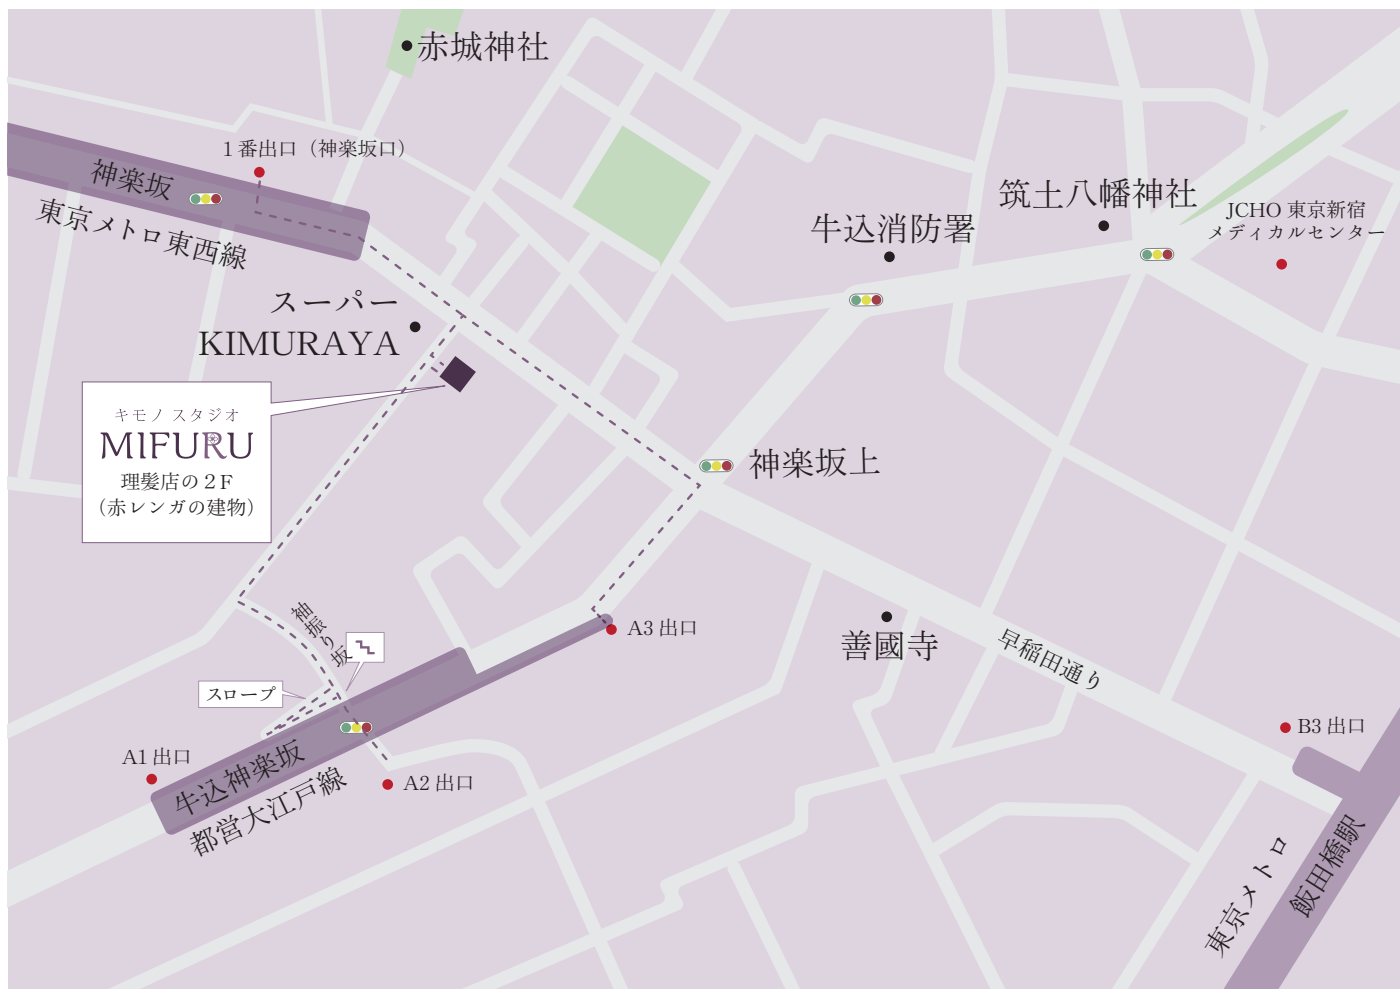 赤城神社
1番出口（神楽坂口）
神楽坂
東京メトロ東西線
筑土八幡神社
JCHO 東京新宿
メディカルセンター
牛込消防署
スーパー
KIMURAYA
キモノ スタジオ
MIFURU
理髪店の２F
（赤レンガの建物）
神楽坂上
袖振り坂
A3 出口
善國寺
早稲田通り
スロープ
B3 出口
A1 出口
牛込神楽坂
都営大江戸線
A2 出口
東京メトロ
飯田橋駅